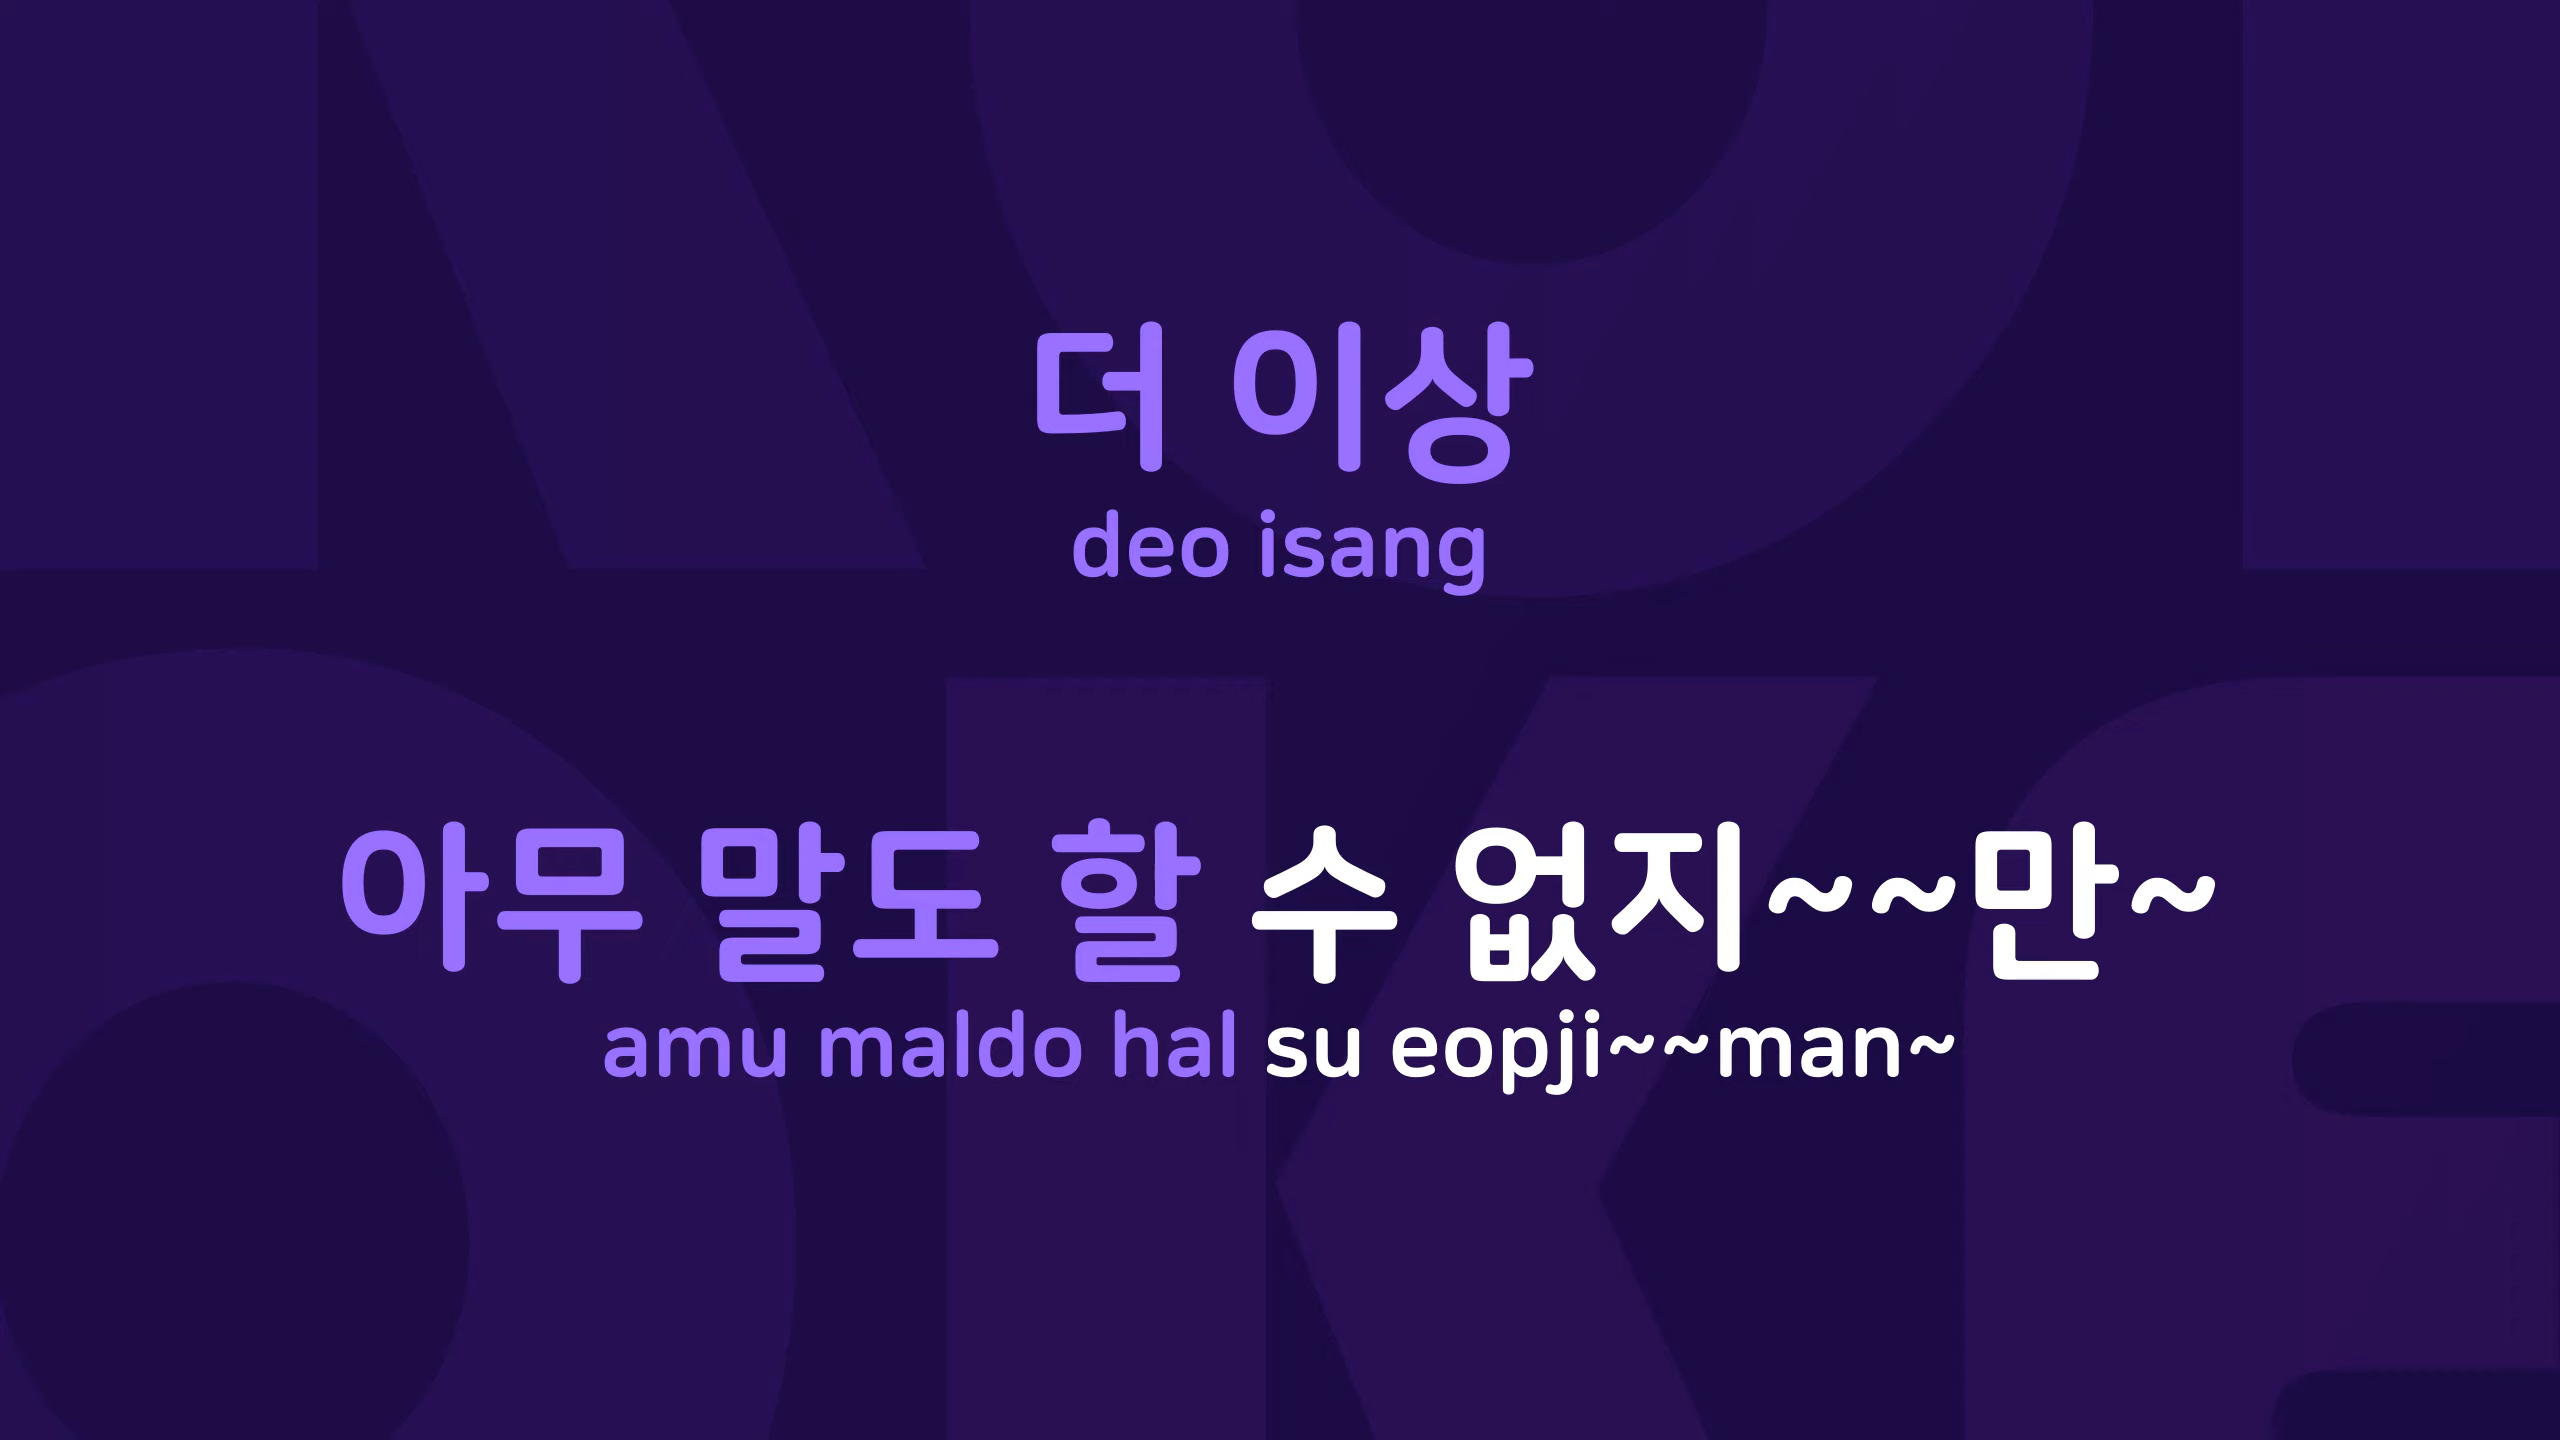 더 이상
deo isang
아무 말도 할 수 없지~~만~
amu maldo hal su eopji~~man~